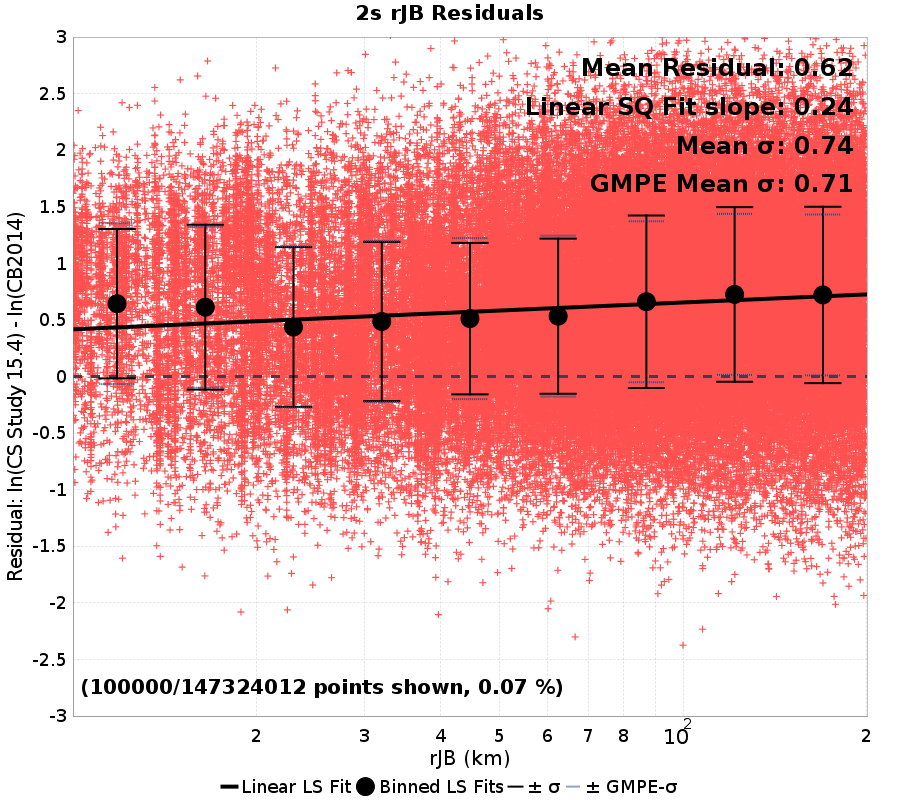 2s rJB Residuals
Mean Residual: 0.62
Linear SQ Fit slope: 0.24
Mean σ: 0.74
GMPE Mean σ: 0.71
3
2.5
2
1.5
1
0.5
0
-0.5
-1
-1.5
-2
-2.5
-3
Residual: ln(CS Study 15.4) - ln(CB2014)
(100000/147324012 points shown, 0.07 %)
2 3 4 5 6 7 8 10² 2
rJB (km)
Linear LS Fit Binned LS Fits ± σ ± GMPE-σ